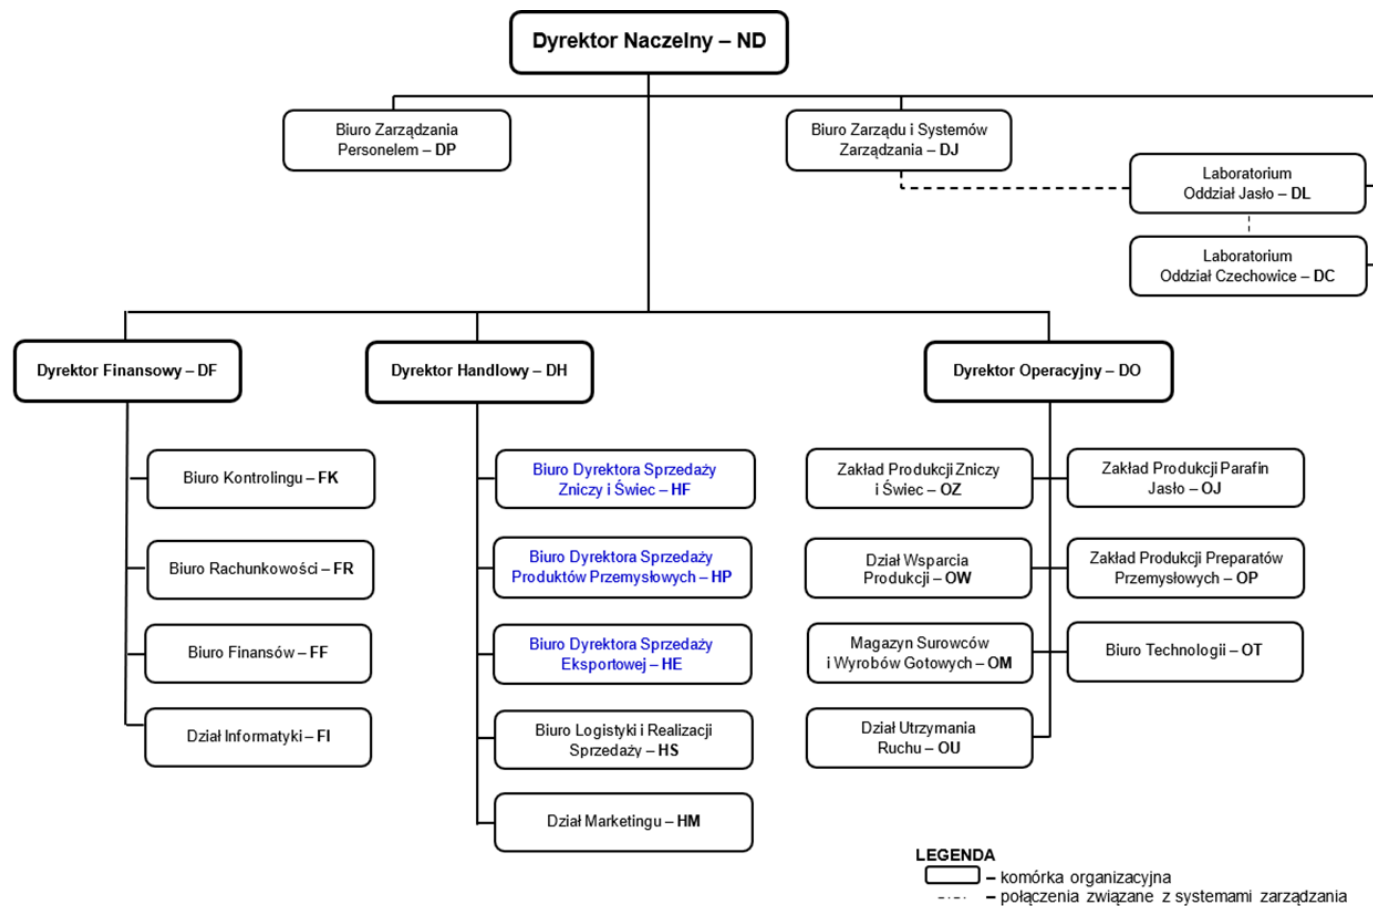 Dyrektor Naczelny – ND
Biuro Zarządzania
Personelem – DP
Biuro Zarządu i Systemów
Zarządzania – DJ
Laboratorium
Oddział Jasło – DL
Laboratorium
Oddział Czechowice – DC
Dyrektor Finansowy – DF
Dyrektor Handlowy – DH
Dyrektor Operacyjny – DO
Biuro Kontrolingu – FK
Biuro Rachunkowości – FR
Biuro Finansów – FF
Dział Informatyki – FI
Biuro Dyrektora Sprzedaży
Zniczy i Świec – HF
Biuro Dyrektora Sprzedaży
Produktów Przemysłowych – HP
Biuro Dyrektora Sprzedaży
Eksportowej – HE
Biuro Logistyki i Realizacji
Sprzedaży – HS
Dział Marketingu – HM
Zakład Produkcji Zniczy
i Świec – OZ
Dział Wsparcia
Produkcji – OW
Magazyn Surowców
i Wyrobów Gotowych – OM
Dział Utrzymania
Ruchu – OU
Zakład Produkcji Parafin
Jasło – OJ
Zakład Produkcji Preparatów
Przemysłowych – OP
Biuro Technologii – OT
LEGENDA
– komórka organizacyjna
– połączenia związane z systemami zarządzania